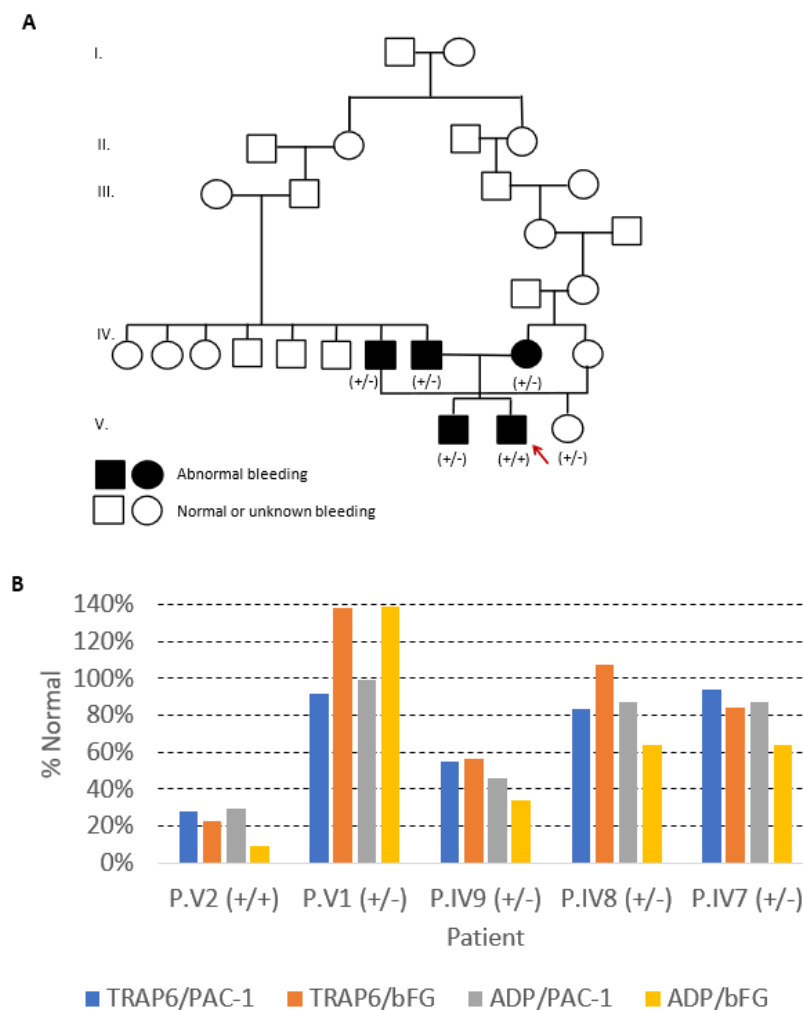 A
I.
II.
III.
IV.
(+/-) (+/-) (+/-)
V.
(+/-) (+/+) (+/-)
Abnormal bleeding
Normal or unknown bleeding
B
140%
120%
100%
80%
60%
40%
20%
0%
% Normal
P.V2 (+/+) P.V1 (+/-) P.IV9 (+/-) P.IV8 (+/-) P.IV7 (+/-)
Patient
TRAP6/PAC-1 TRAP6/bFG ADP/PAC-1 ADP/bFG